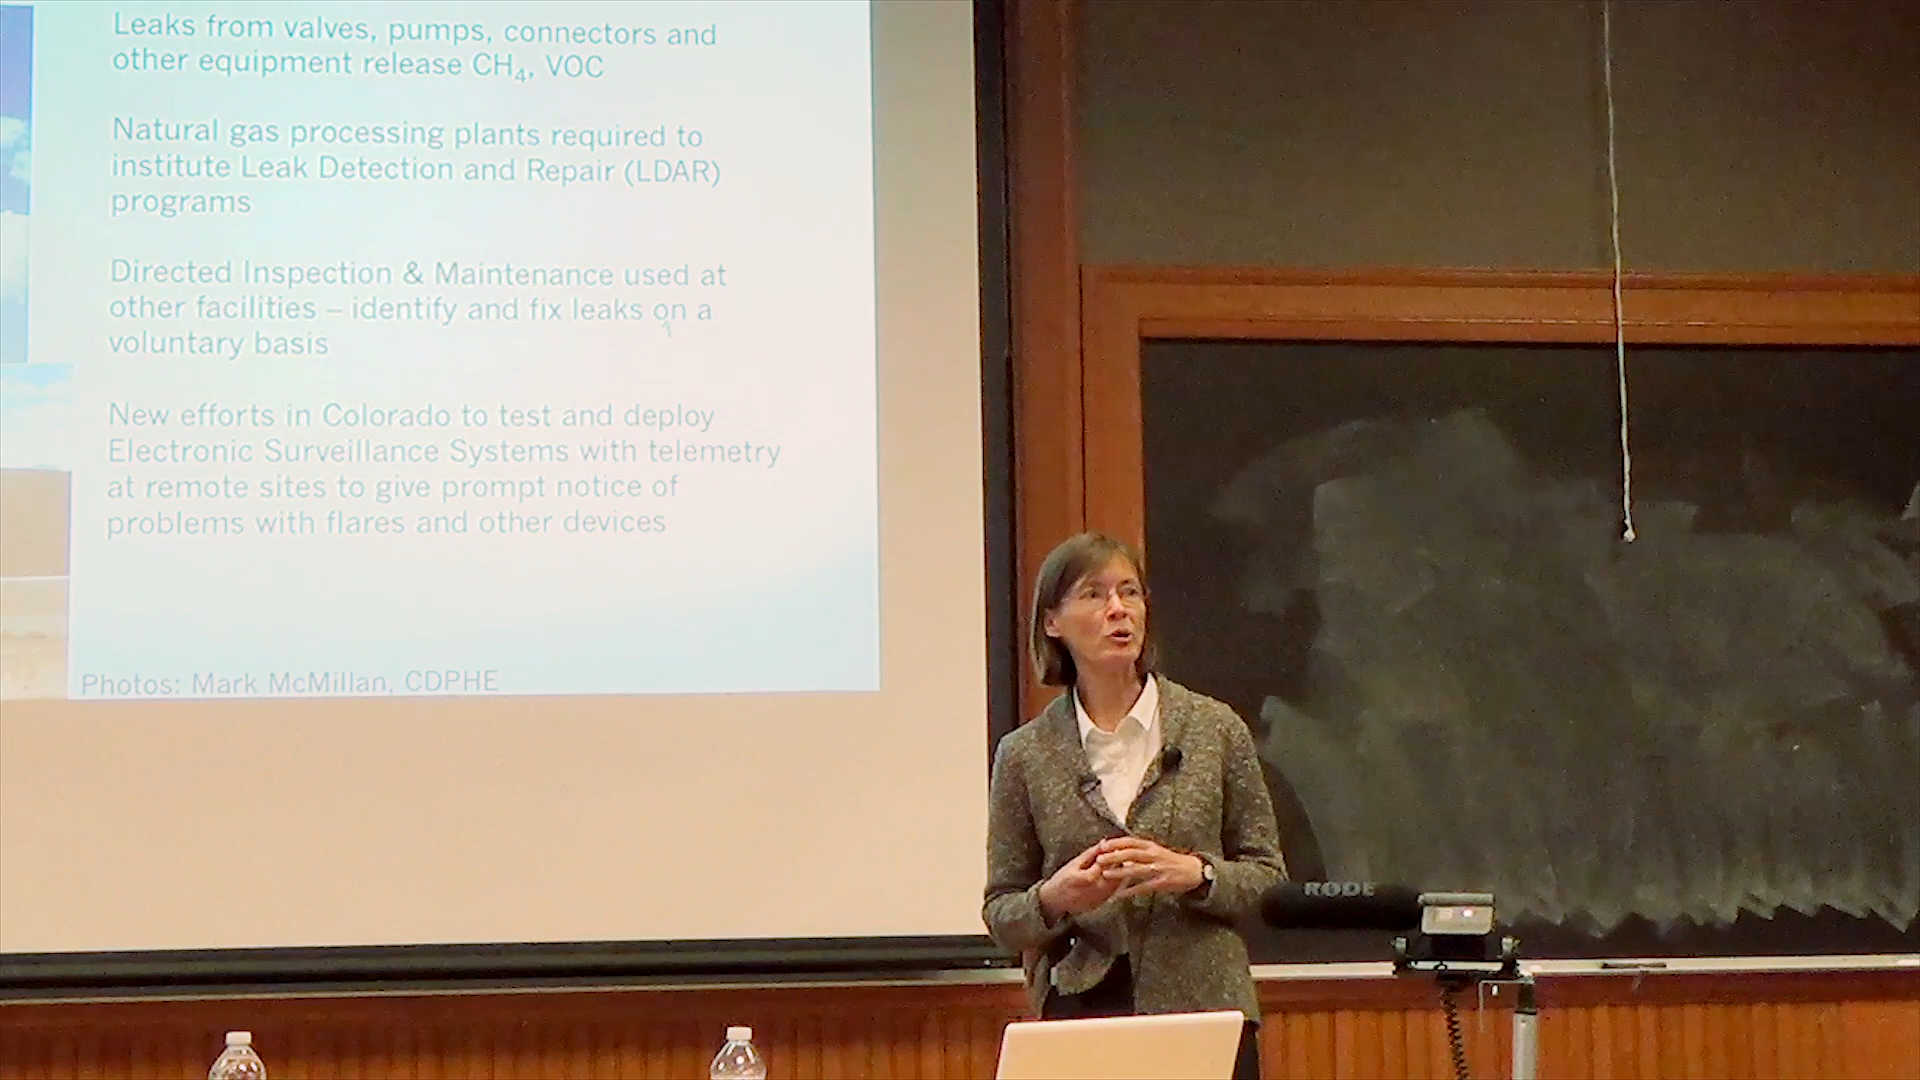 Leaks from valves, pumps, connectors and
other equipment release CH₄, VOC
Natural gas processing plants required to
institute Leak Detection and Repair (LDAR)
programs
Directed Inspection & Maintenance used at
other facilities – identify and fix leaks on a
voluntary basis
New efforts in Colorado to test and deploy
Electronic Surveillance Systems with telemetry
at remote sites to give prompt notice of
problems with flares and other devices
Photos: Mark McMillan, CDPHE
RØDE